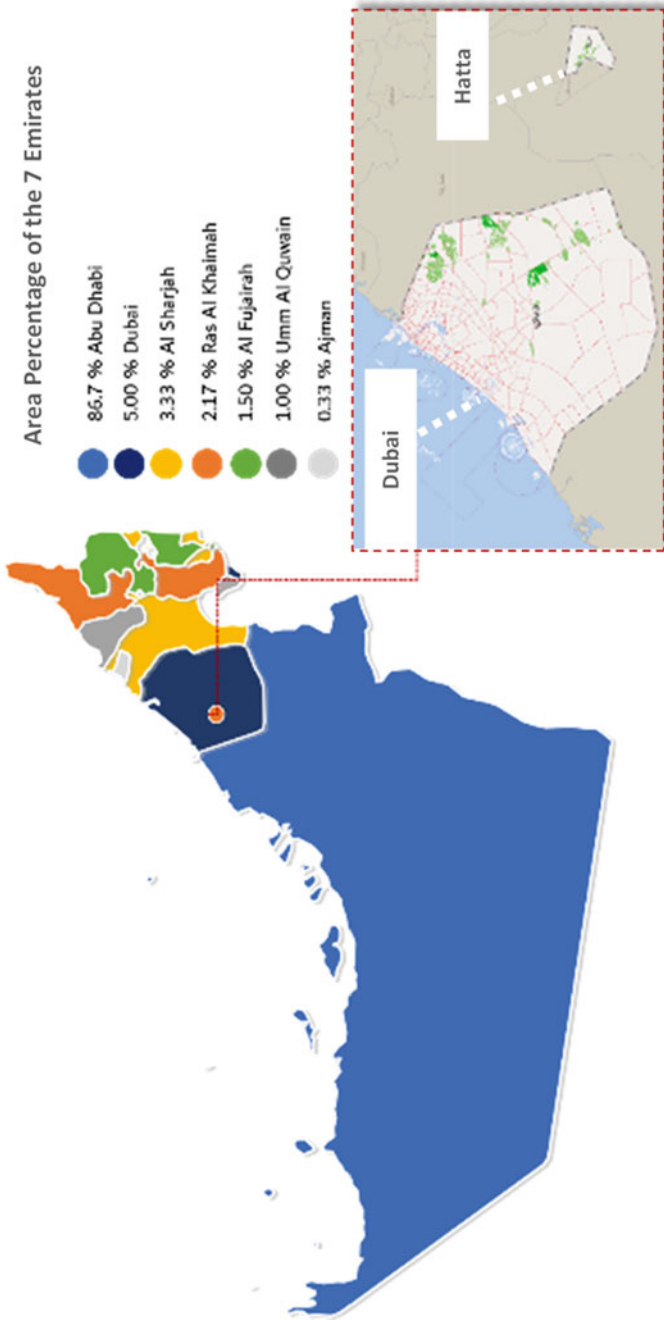 Area Percentage of the 7 Emirates
86.7 % Abu Dhabi
5.00 % Dubai
3.33 % Al Sharjah
2.17 % Ras Al Khaimah
1.50 % Al Fujairah
1.00 % Umm Al Quwain
0.33 % Ajman
Dubai
Hatta